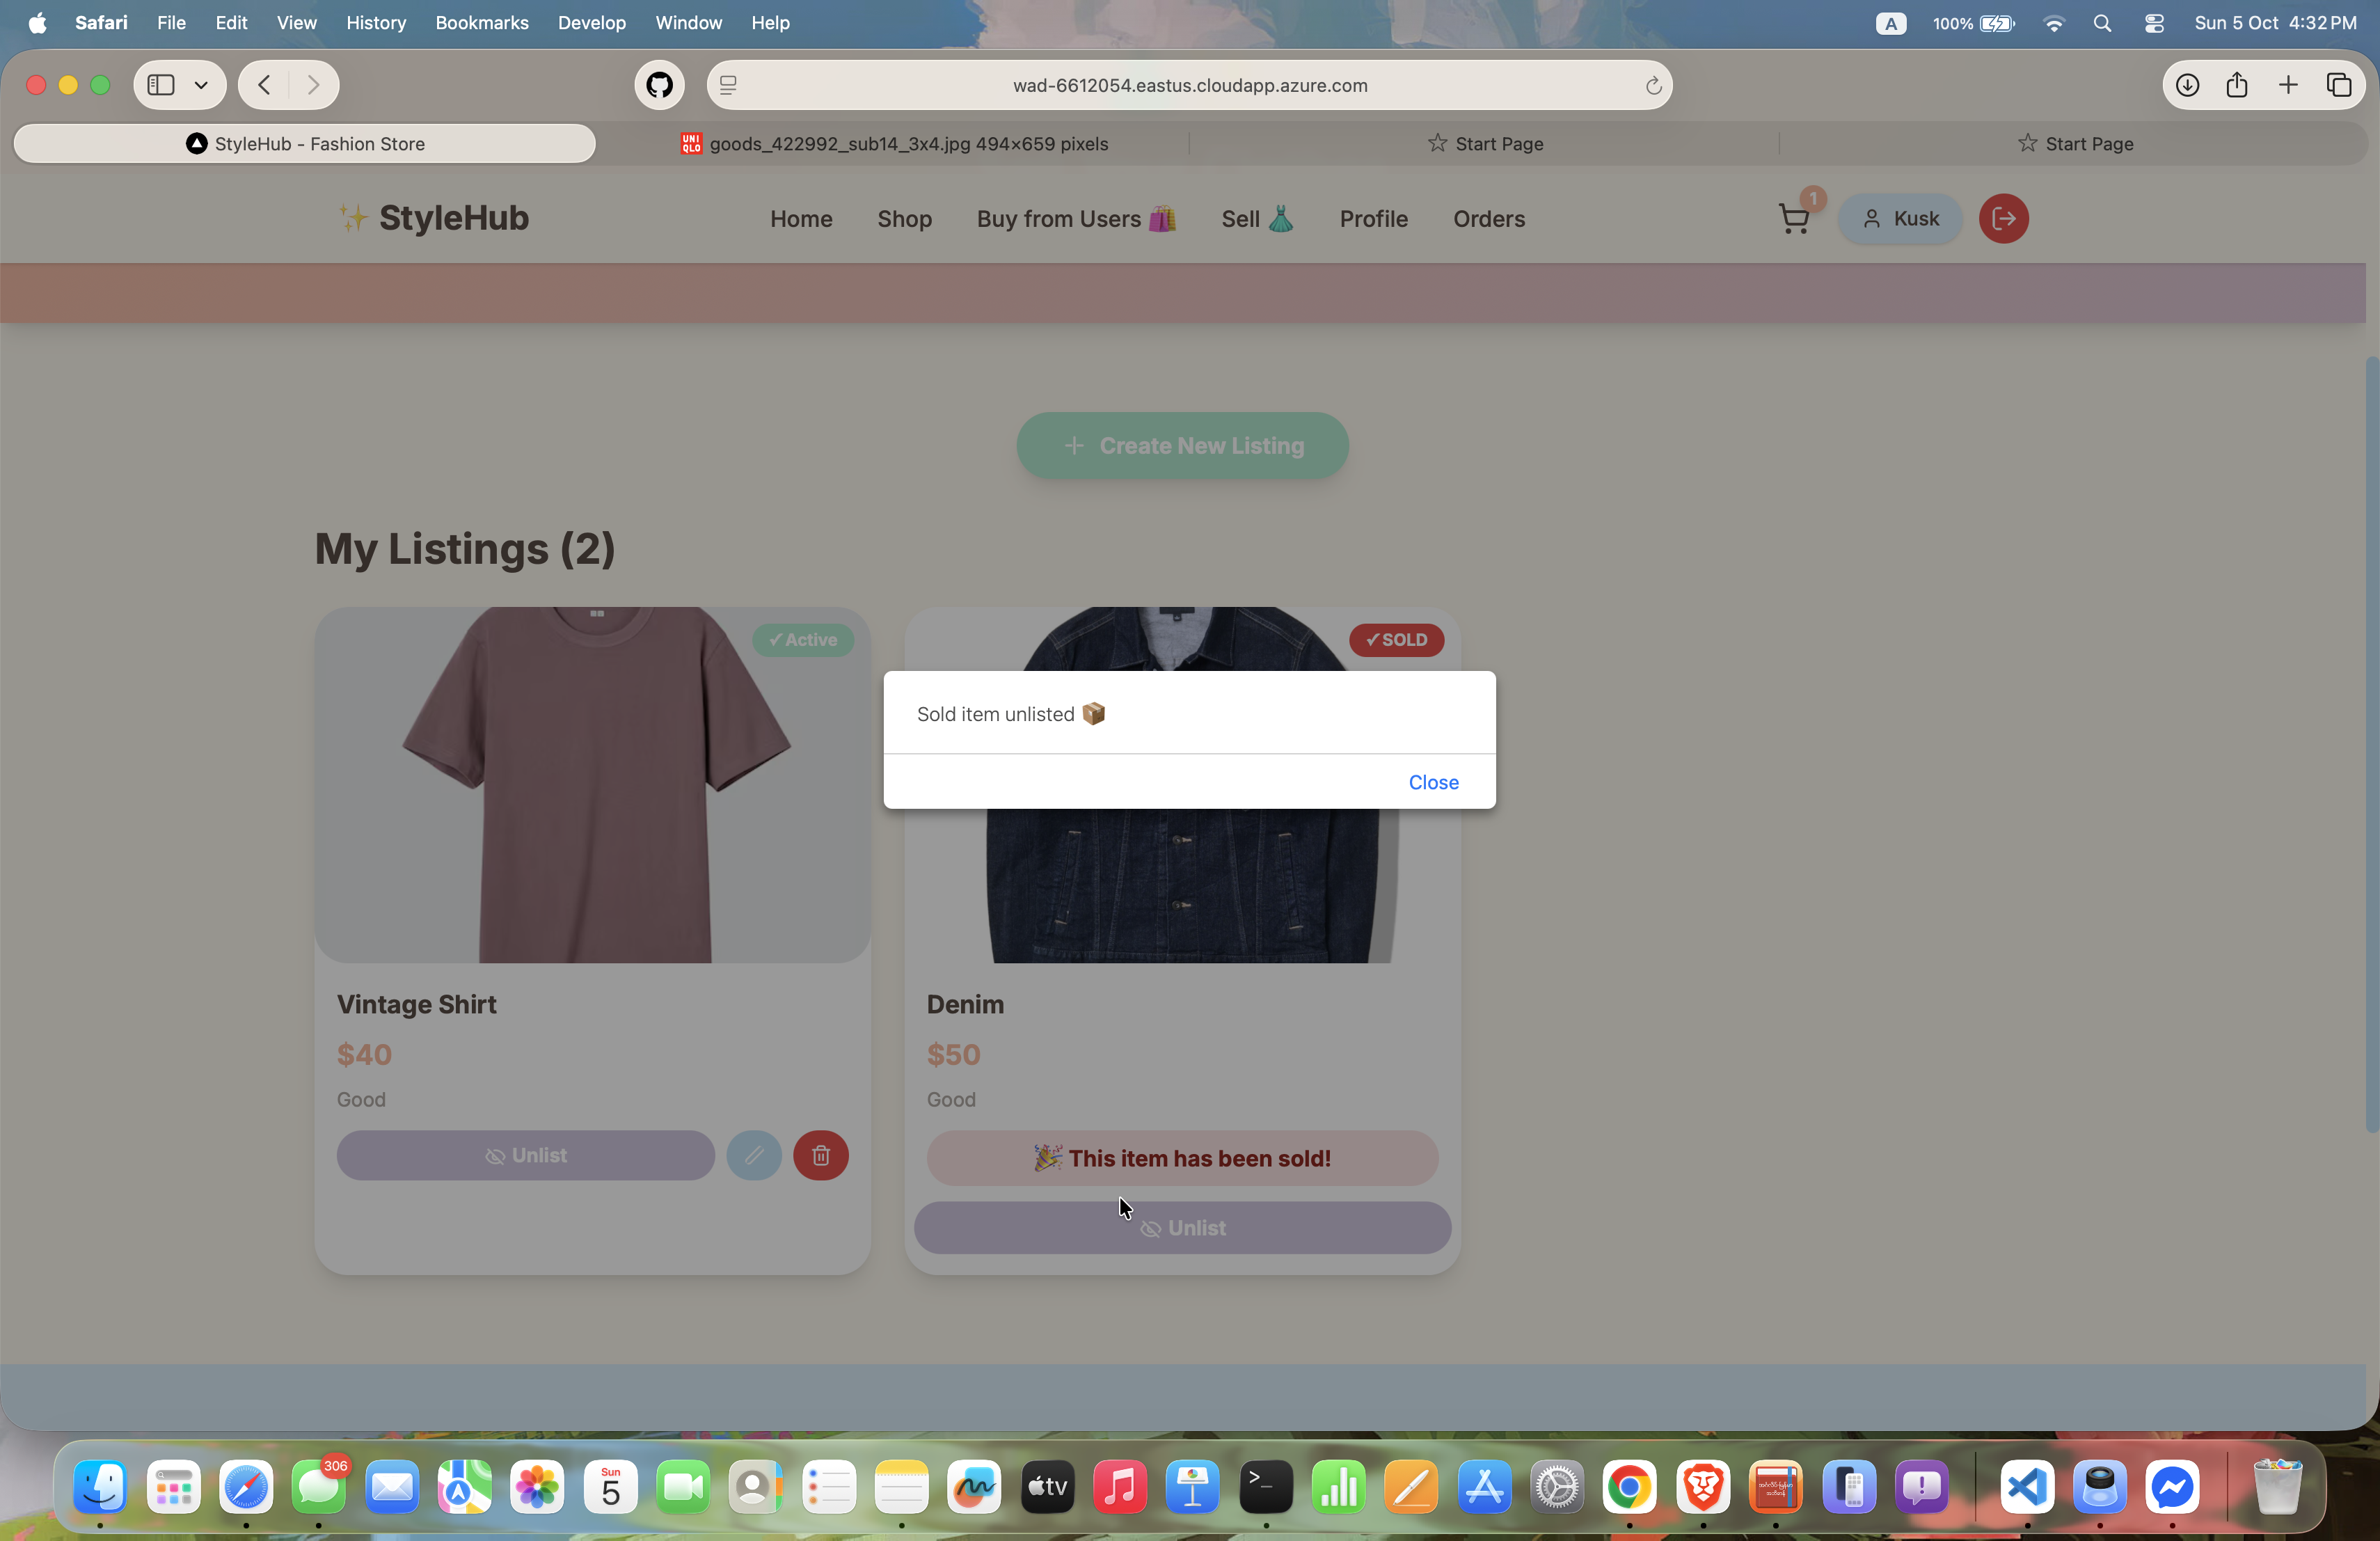 Safari File Edit View History Bookmarks Develop Window Help
A 100% Sun 5 Oct 4:32 PM
wad-6612054.eastus.cloudapp.azure.com
StyleHub - Fashion Store
UNI QLO goods_422992_sub14_3x4.jpg 494×659 pixels
Start Page
Start Page
✨ StyleHub
Home Shop Buy from Users 🛍️ Sell 👗 Profile Orders
1
Kusk
+ Create New Listing
My Listings (2)
✓ Active
✓ SOLD
Sold item unlisted 📦
Close
Vintage Shirt
$40
Good
Unlist
Denim
$50
Good
🎉 This item has been sold!
Unlist
306
Sun
5
tv